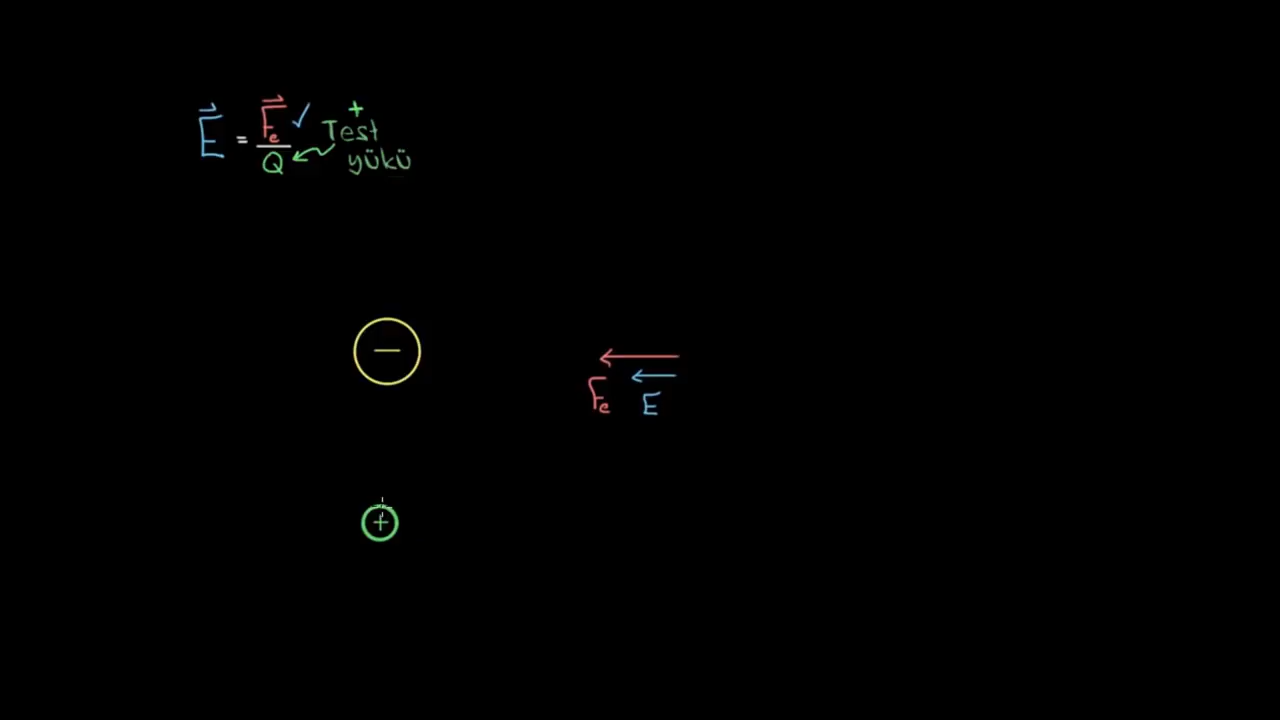 E = Fe / Q ✓ + Test
yükü
−
Fe E
+